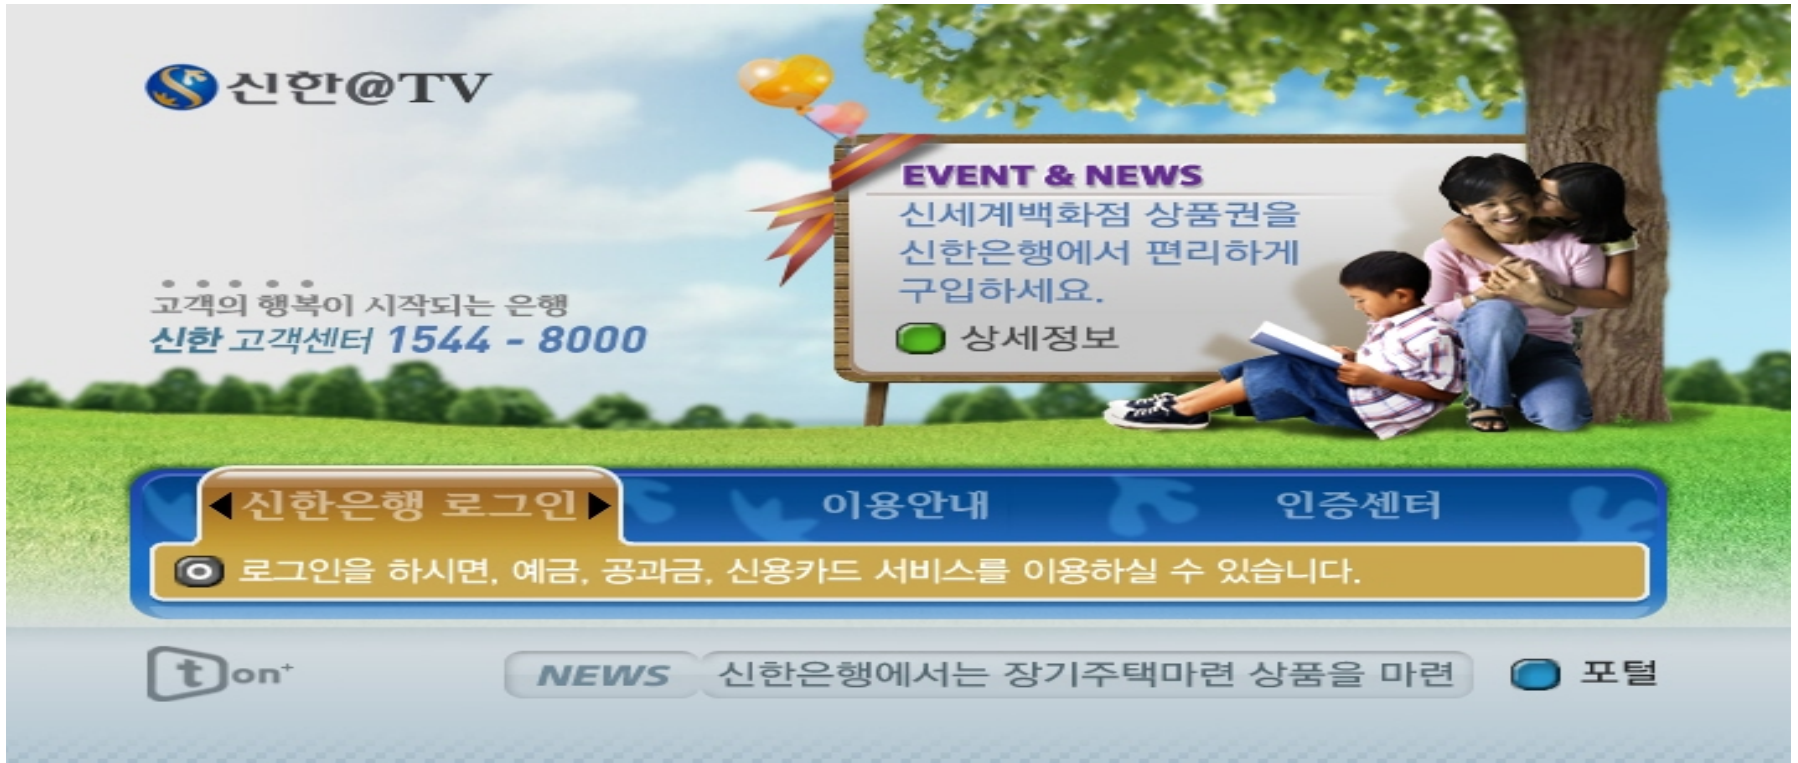 신한@TV
EVENT & NEWS
신세계백화점 상품권을
신한은행에서 편리하게
구입하세요.
상세정보
고객의 행복이 시작되는 은행
신한 고객센터 1544 - 8000
신한은행 로그인
이용안내
인증센터
로그인을 하시면, 예금, 공과금, 신용카드 서비스를 이용하실 수 있습니다.
t on+
NEWS
신한은행에서는 장기주택마련 상품을 마련
포털